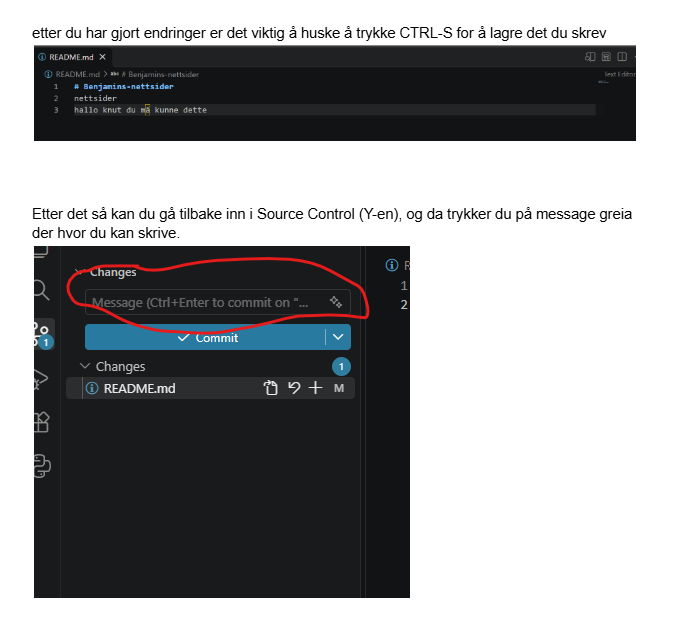 etter du har gjort endringer er det viktig å huske å trykke CTRL-S for å lagre det du skrev
README.md
README.md > # Benjamins-nettsider
Text Editor
1 # Benjamins-nettsider
2 nettsider
3 hallo knut du må kunne dette
Etter det så kan du gå tilbake inn i Source Control (Y-en), og da trykker du på message greia
der hvor du kan skrive.
Changes
Message (Ctrl+Enter to commit on "...
Commit
Changes 1
README.md M
1
R
1
2